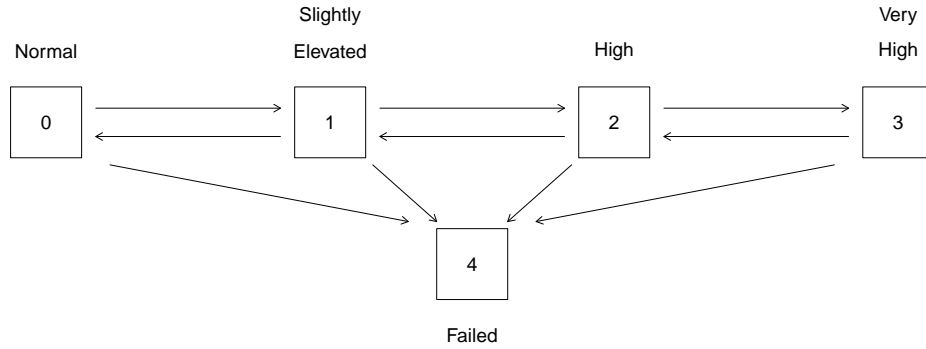 Slightly
Very
Normal
Elevated
High
High
0
1
2
3
4
Failed